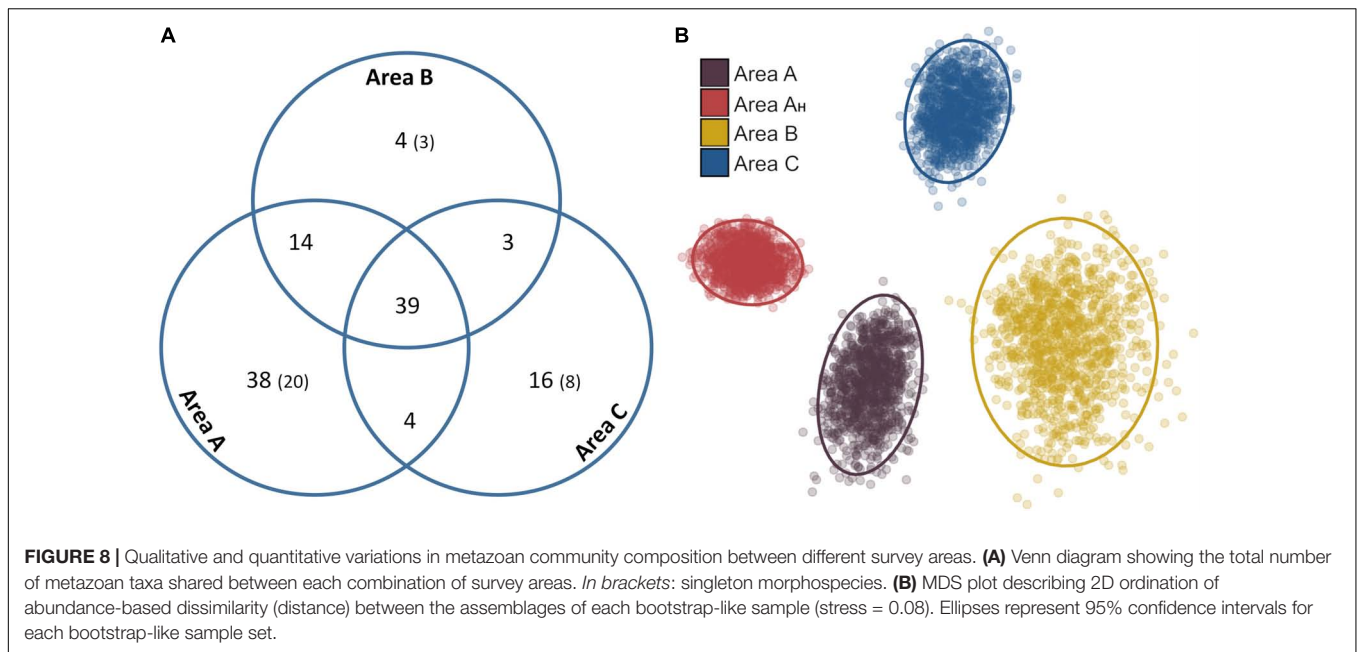 A
Area B
4 (3)
14
3
39
38 (20)
16 (8)
4
Area A
Area C
B
Area A
Area AH
Area B
Area C
FIGURE 8 | Qualitative and quantitative variations in metazoan community composition between different survey areas. (A) Venn diagram showing the total number
of metazoan taxa shared between each combination of survey areas. In brackets: singleton morphospecies. (B) MDS plot describing 2D ordination of
abundance-based dissimilarity (distance) between the assemblages of each bootstrap-like sample (stress = 0.08). Ellipses represent 95% confidence intervals for
each bootstrap-like sample set.